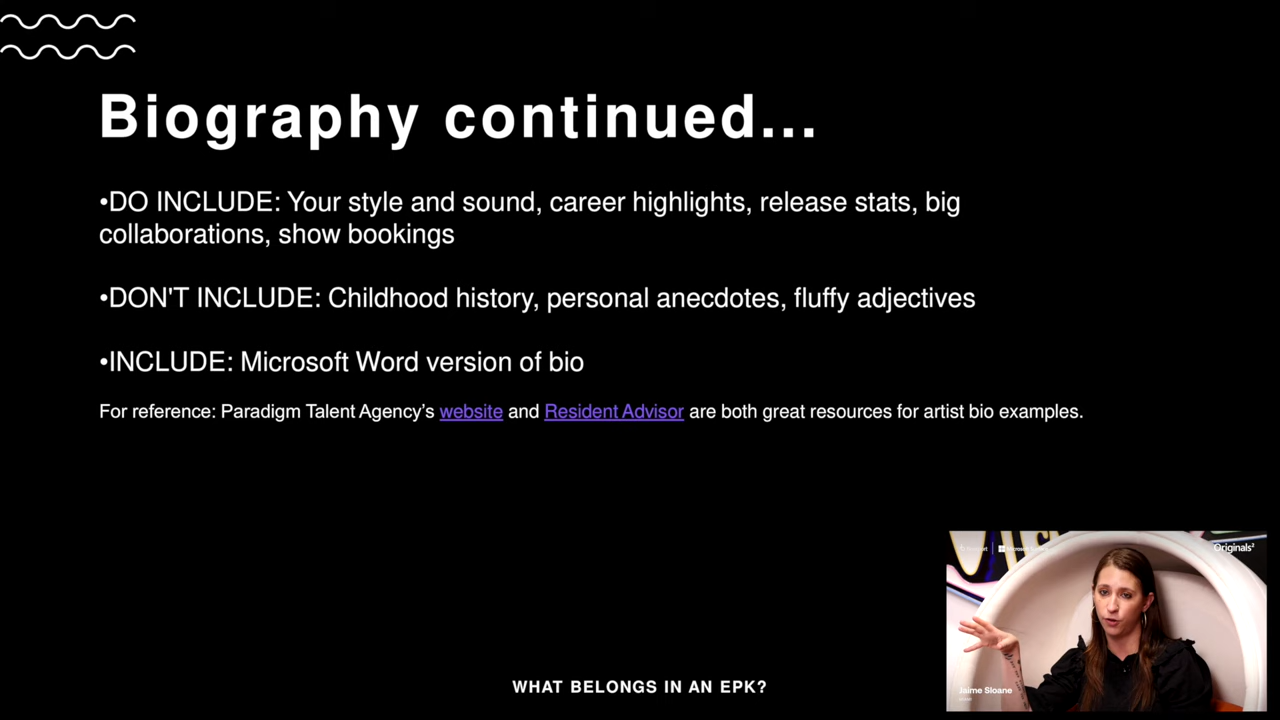 Biography continued...
•DO INCLUDE: Your style and sound, career highlights, release stats, big
collaborations, show bookings
•DON'T INCLUDE: Childhood history, personal anecdotes, fluffy adjectives
•INCLUDE: Microsoft Word version of bio
For reference: Paradigm Talent Agency’s website and Resident Advisor are both great resources for artist bio examples.
Originals²
Jaime Sloane
WHAT BELONGS IN AN EPK?